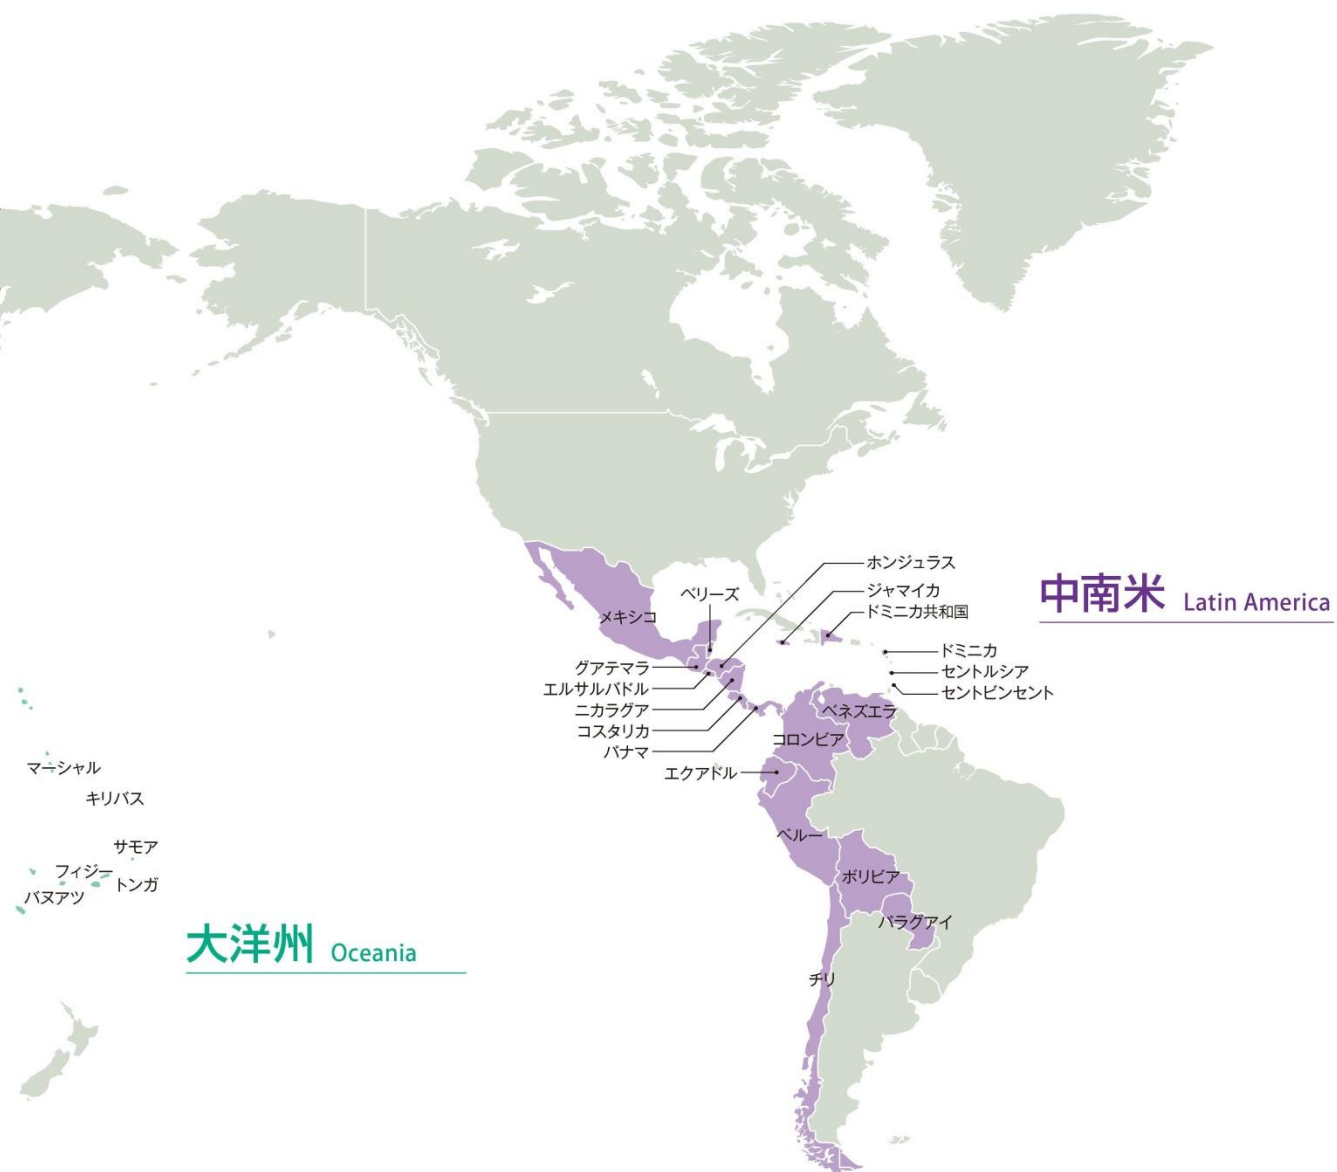 ホンジュラス
ベリーズ
ジャマイカ
ドミニカ共和国
メキシコ
中南米 Latin America
ドミニカ
グアテマラ
セントルシア
エルサルバドル
セントビンセント
ニカラグア
ベネズエラ
コスタリカ
コロンビア
パナマ
エクアドル
マーシャル
キリバス
ペルー
サモア
フィジー
トンガ
バヌアツ
ボリビア
パラグアイ
大洋州 Oceania
チリ